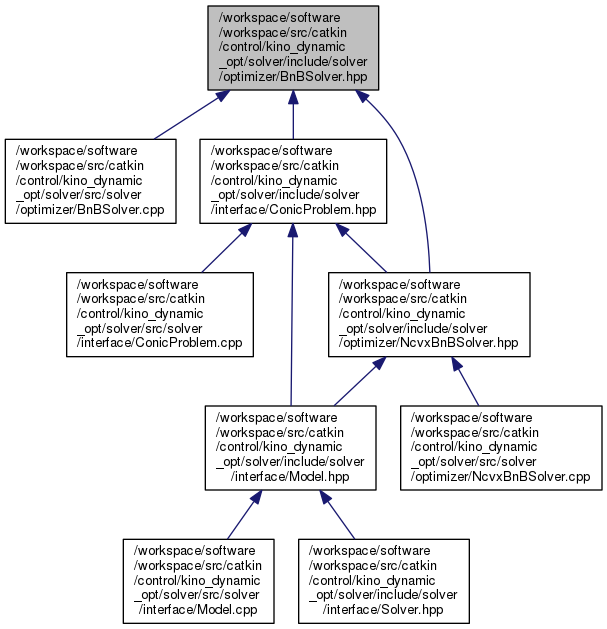 /workspace/software
/workspace/src/catkin
/control/kino_dynamic
_opt/solver/include/solver
/optimizer/BnBSolver.hpp
/workspace/software
/workspace/src/catkin
/control/kino_dynamic
_opt/solver/src/solver
/optimizer/BnBSolver.cpp
/workspace/software
/workspace/src/catkin
/control/kino_dynamic
_opt/solver/include/solver
/interface/ConicProblem.hpp
/workspace/software
/workspace/src/catkin
/control/kino_dynamic
_opt/solver/src/solver
/interface/ConicProblem.cpp
/workspace/software
/workspace/src/catkin
/control/kino_dynamic
_opt/solver/include/solver
/optimizer/NcvxBnBSolver.hpp
/workspace/software
/workspace/src/catkin
/control/kino_dynamic
_opt/solver/include/solver
/interface/Model.hpp
/workspace/software
/workspace/src/catkin
/control/kino_dynamic
_opt/solver/src/solver
/optimizer/NcvxBnBSolver.cpp
/workspace/software
/workspace/src/catkin
/control/kino_dynamic
_opt/solver/src/solver
/interface/Model.cpp
/workspace/software
/workspace/src/catkin
/control/kino_dynamic
_opt/solver/include/solver
/interface/Solver.hpp